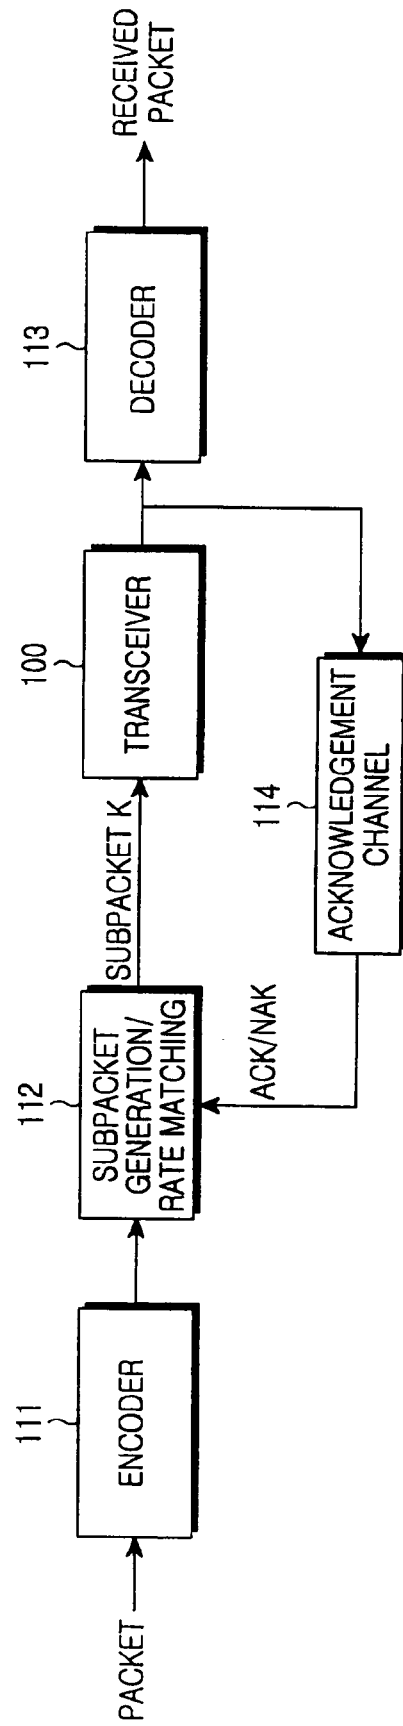 PACKET
111
ENCODER
112
SUBPACKET
GENERATION/
RATE MATCHING
SUBPACKET K
100
TRANSCEIVER
113
DECODER
RECEIVED
PACKET
ACK/NAK
114
ACKNOWLEDGEMENT
CHANNEL